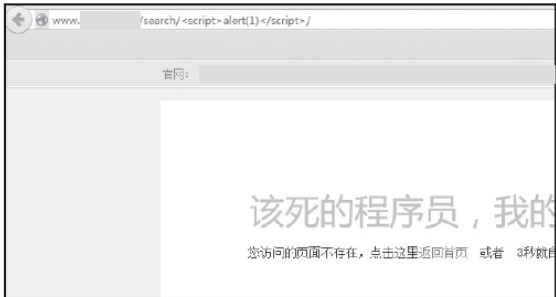 www. /search/<script>alert(1)</script>/
官网:
该死的程序员，我的
您访问的页面不存在，点击这里返回首页 或者 3秒就自